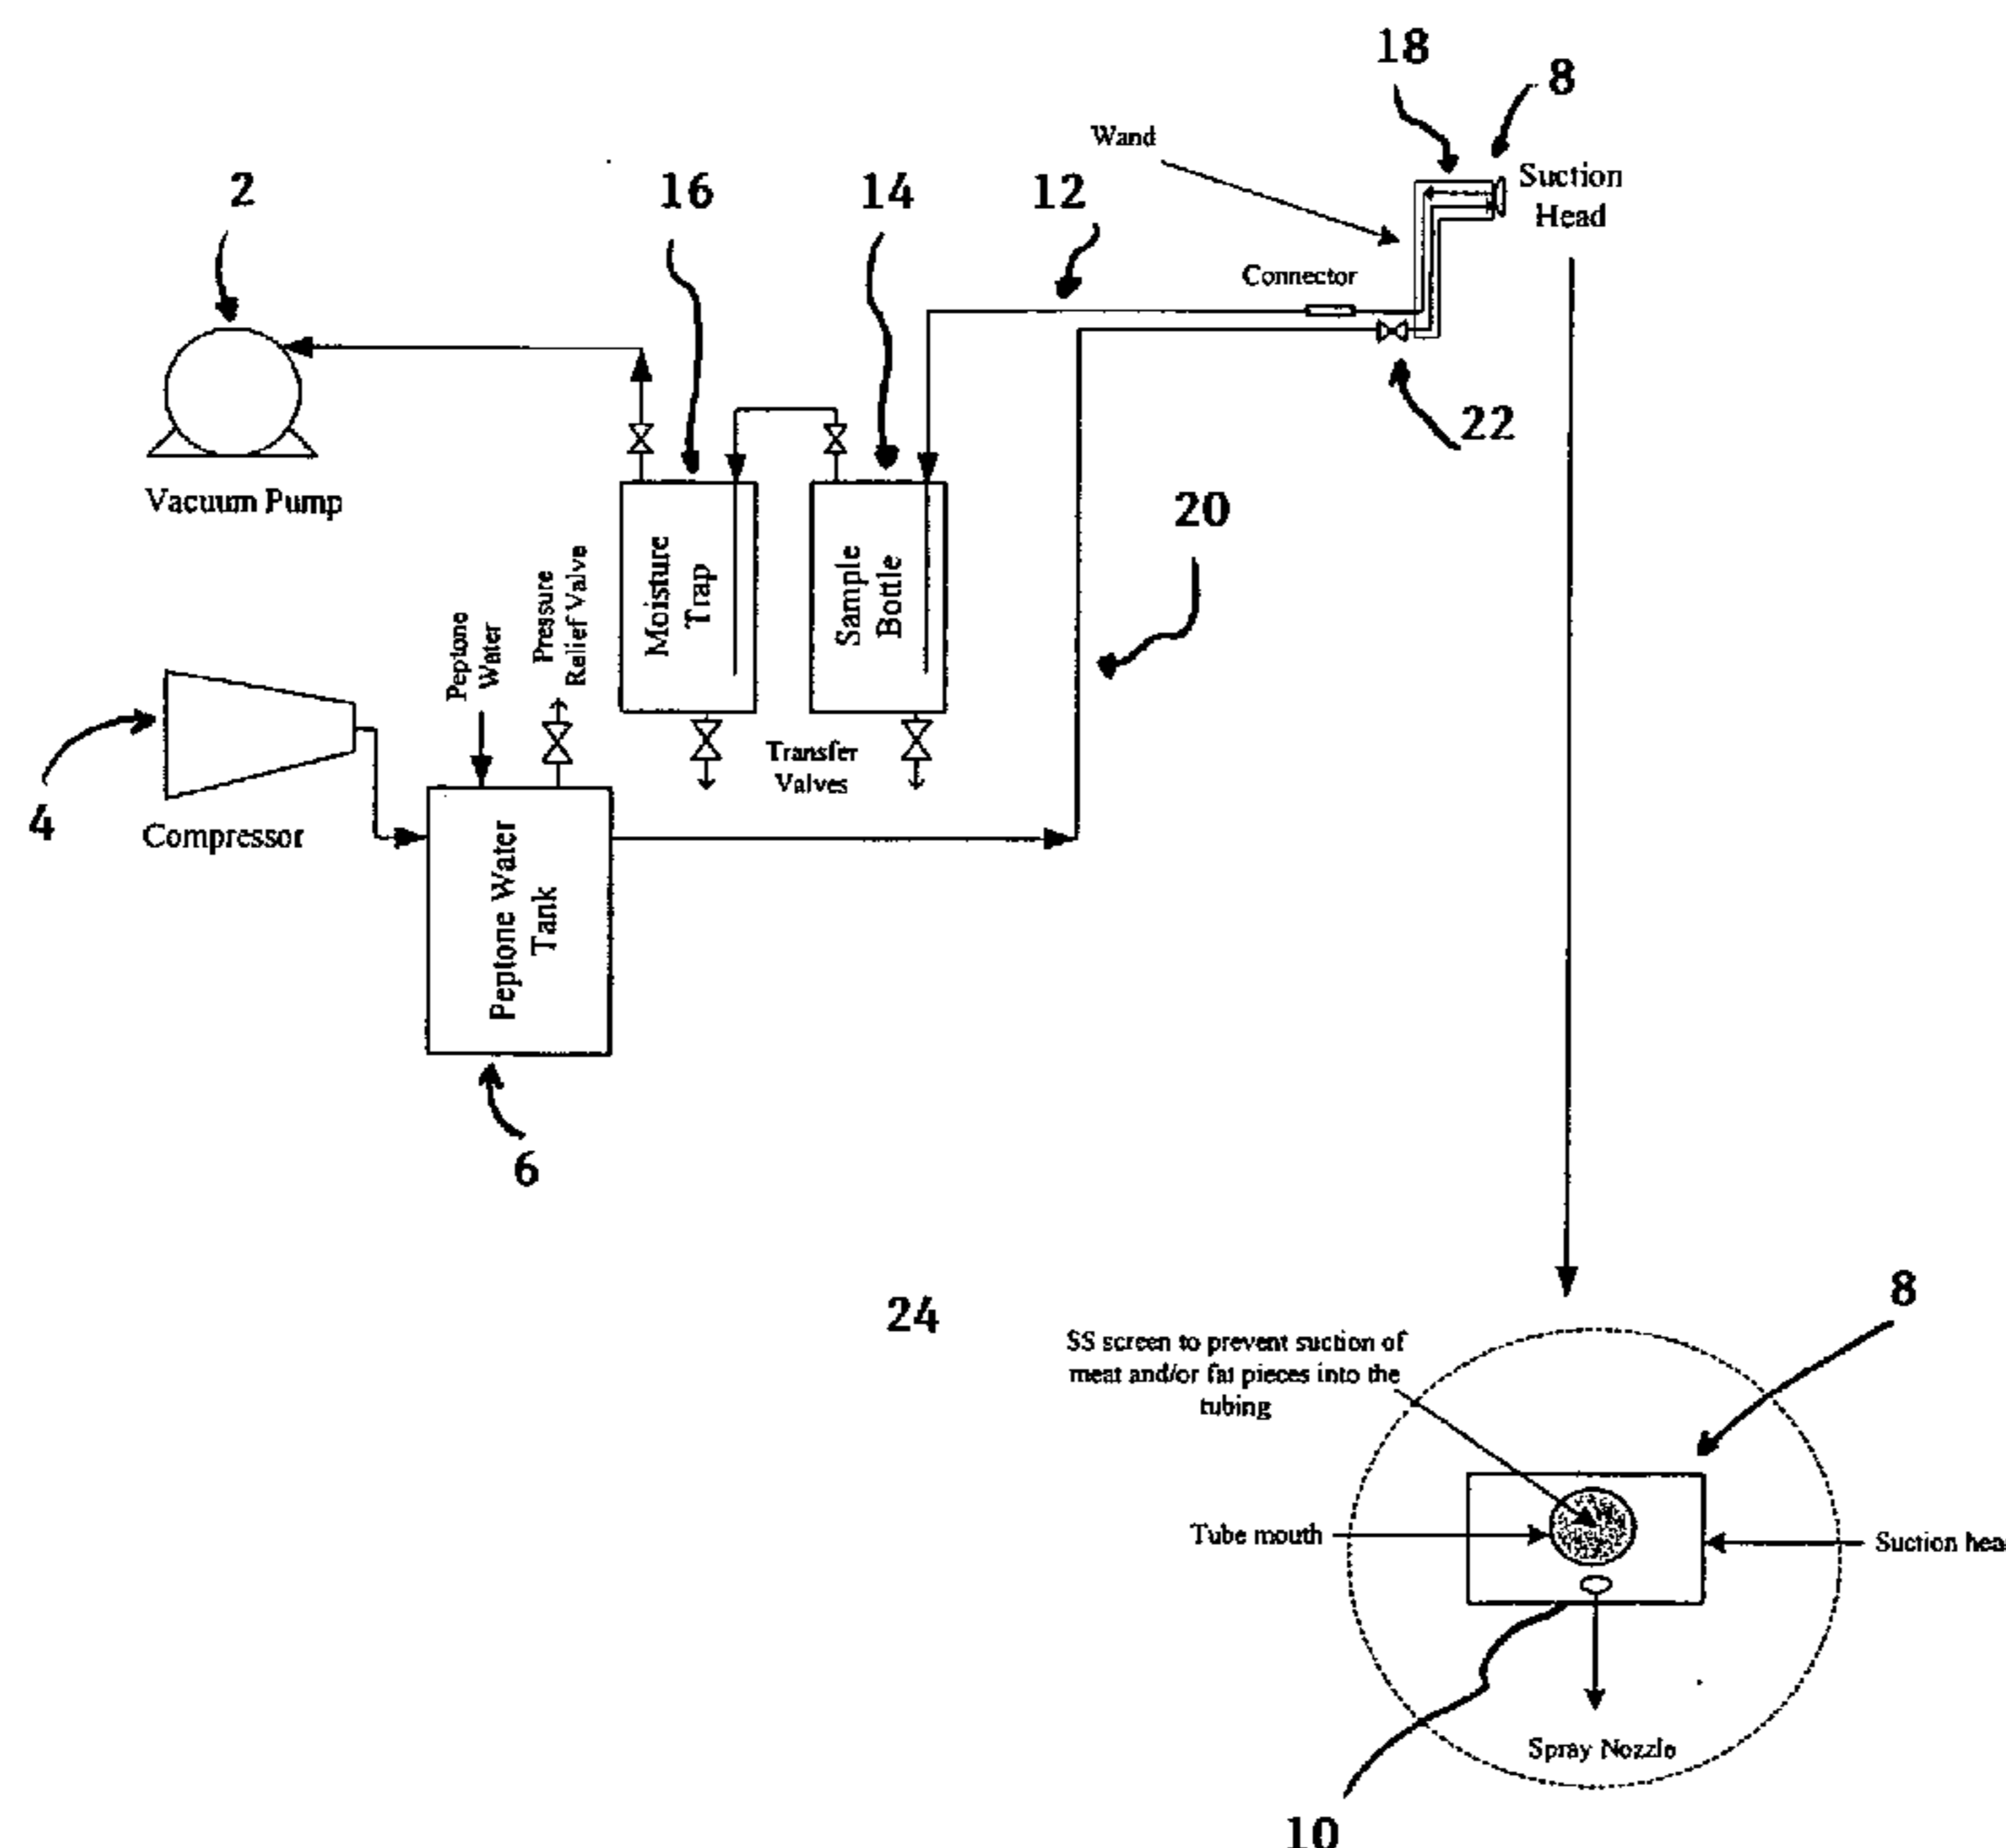 18
8
Wand
Suction
Head
2
16
14
12
Connector
22
Vacuum Pump
20
Moisture
Trap
Sample
Bottle
Peptone
Water
Pressure
Relief Valve
Transfer
Valves
4
Compressor
Peptone Water
Tank
6
24
8
SS screen to prevent suction of
meat and/or fat pieces into the
tubing
Tube mouth
Suction hea
Spray Nozzle
10